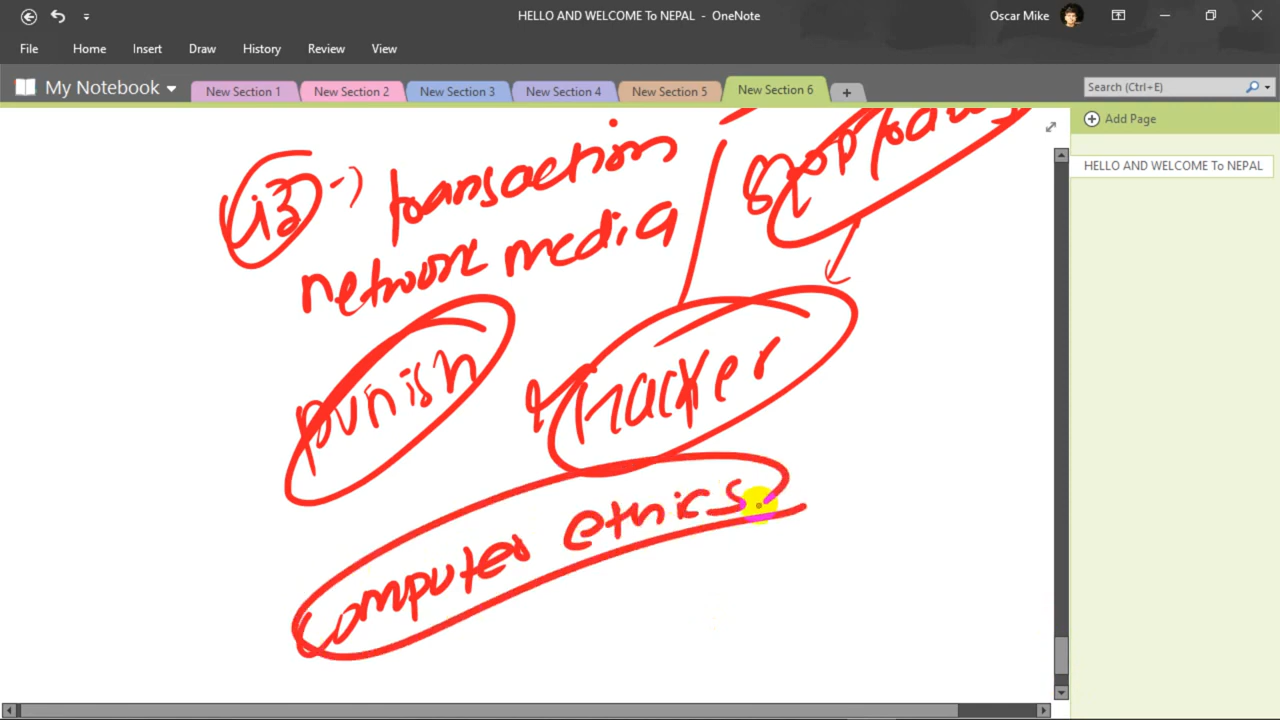 HELLO AND WELCOME To NEPAL - OneNote
Oscar Mike
File Home Insert Draw History Review View
My Notebook
New Section 1 New Section 2 New Section 3 New Section 4 New Section 5 New Section 6 +
Search (Ctrl+E)
Add Page
HELLO AND WELCOME To NEPAL
transaction
network media
punish
hacker
computer ethics